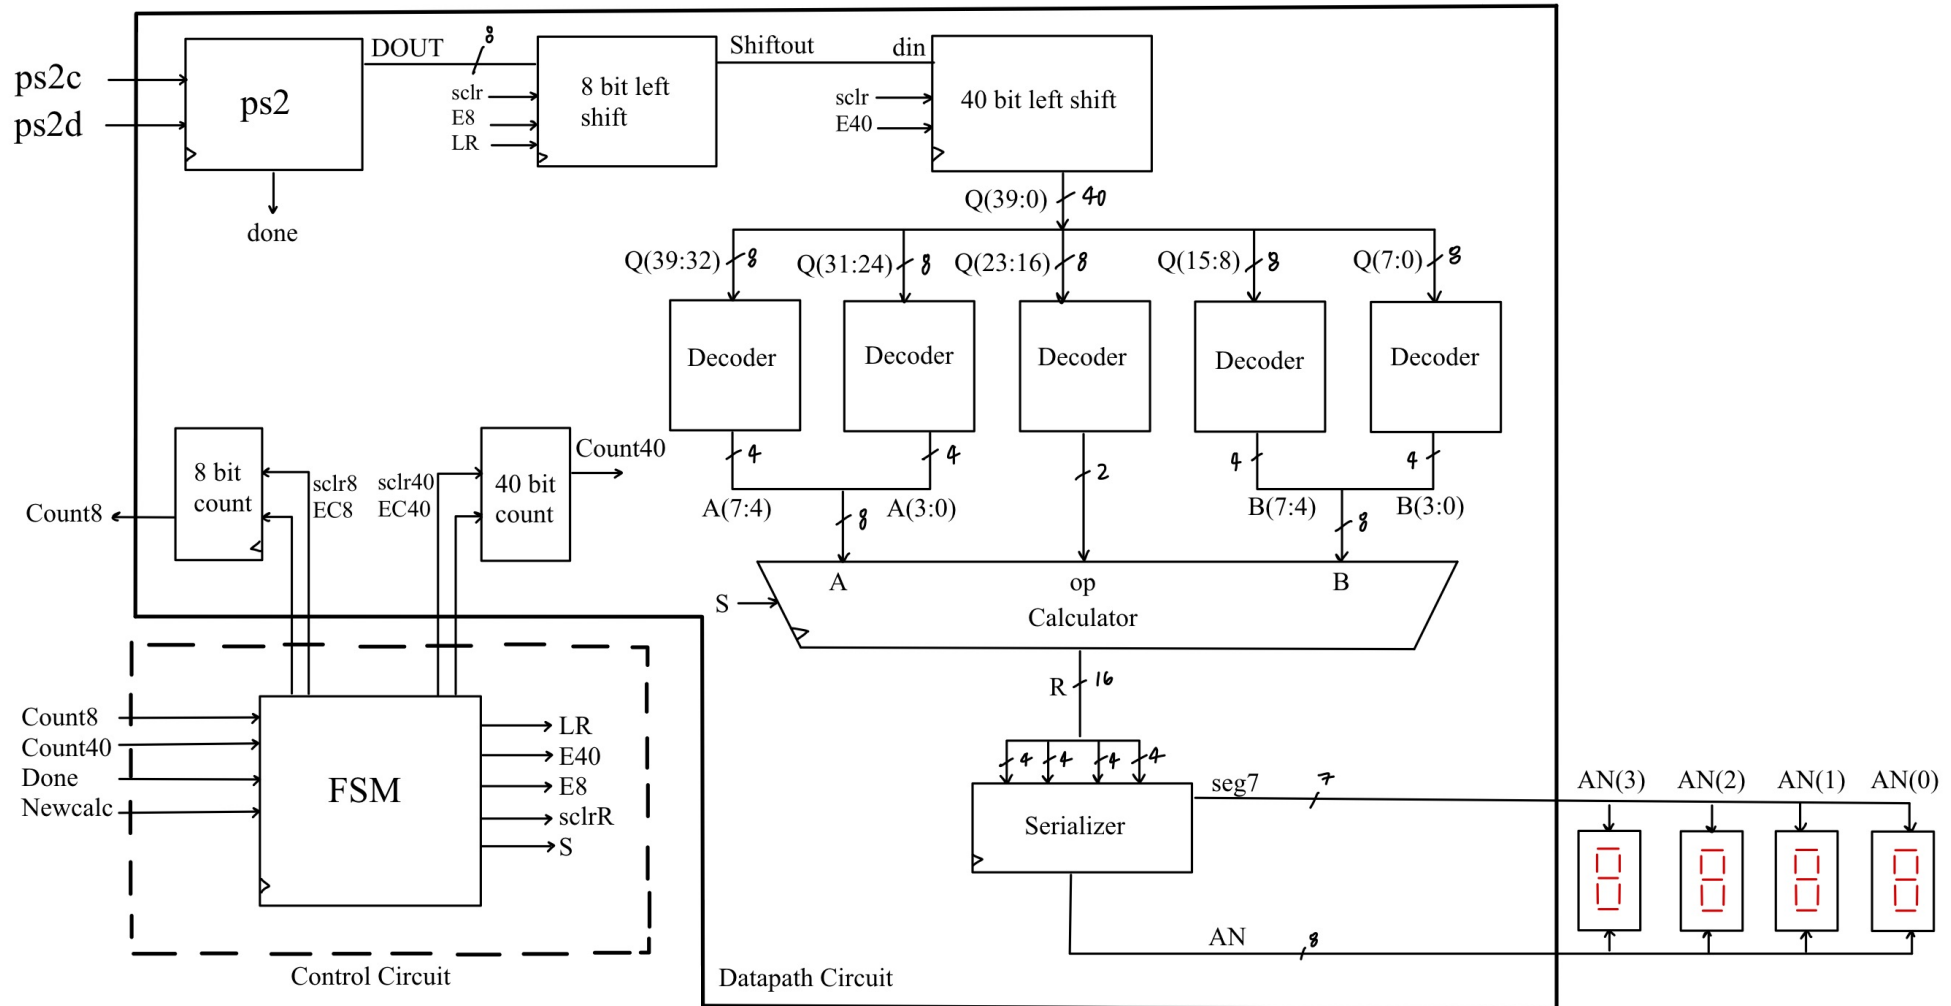 DOUT
8
Shiftout
din
ps2c
ps2d
ps2
sclr
E8
LR
8 bit left
shift
sclr
E40
40 bit left shift
done
Q(39:0)
40
Q(39:32)
8
Q(31:24)
8
Q(23:16)
8
Q(15:8)
8
Q(7:0)
8
Decoder
Decoder
Decoder
Decoder
Decoder
4
4
2
4
4
A(7:4)
A(3:0)
B(7:4)
B(3:0)
8
8
Count8
8 bit
count
sclr8
EC8
sclr40
EC40
40 bit
count
Count40
S
A
op
B
Calculator
R
16
4
4
4
4
Serializer
seg7
7
AN
8
AN(3)
AN(2)
AN(1)
AN(0)
8
8
8
8
Count8
Count40
Done
Newcalc
FSM
LR
E40
E8
sclrR
S
Control Circuit
Datapath Circuit